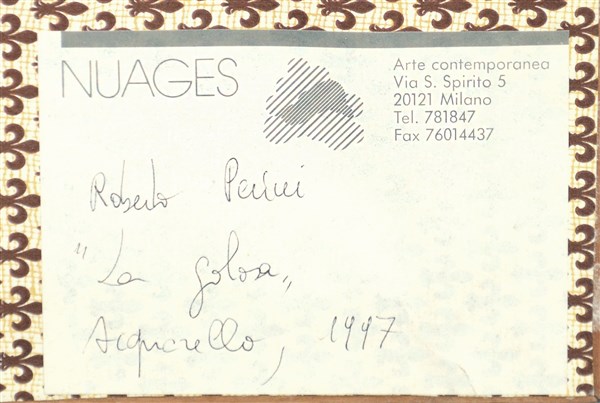 NUAGES
Arte contemporanea
Via S. Spirito 5
20121 Milano
Tel. 781847
Fax 76014437
Roberto Perini
"La golosa„
Acquarello, 1997